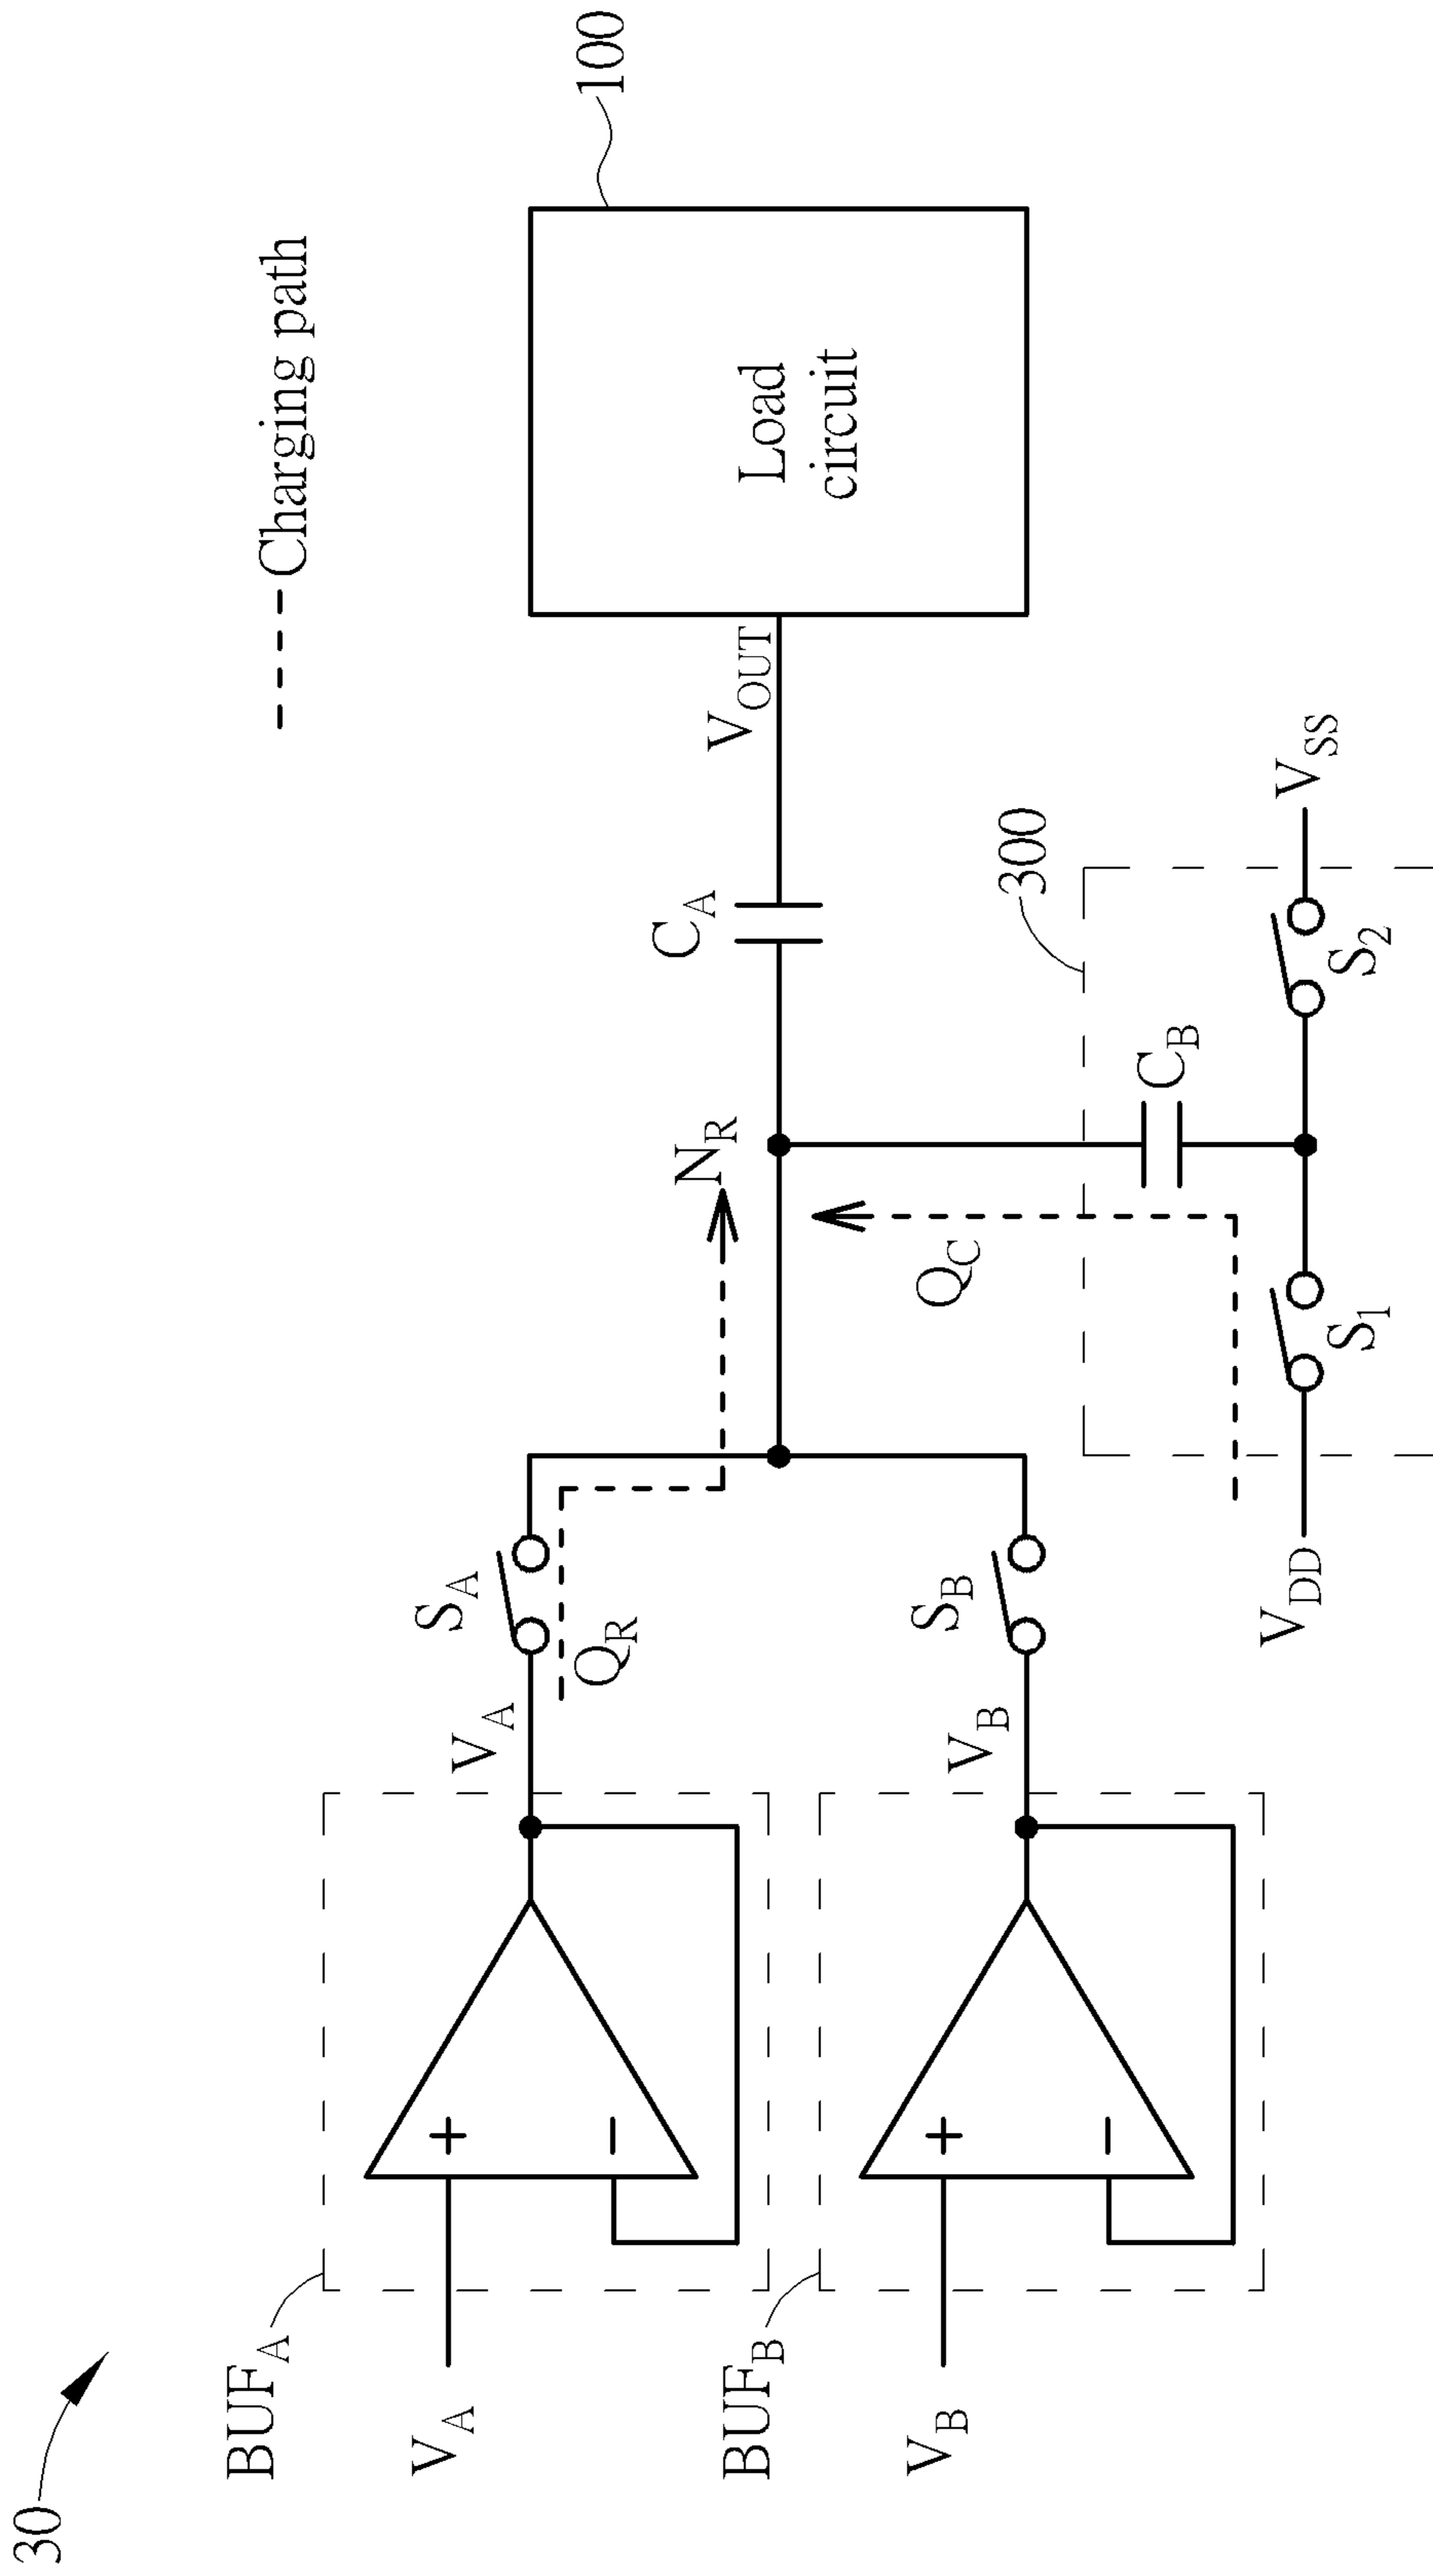 30
Charging path
BUF_A
V_A
V_A
S_A
Q_R
N_R
C_A
V_OUT
Load
circuit
100
BUF_B
V_B
V_B
S_B
Q_C
300
C_B
V_DD
S_1
S_2
V_SS
+
−
+
−